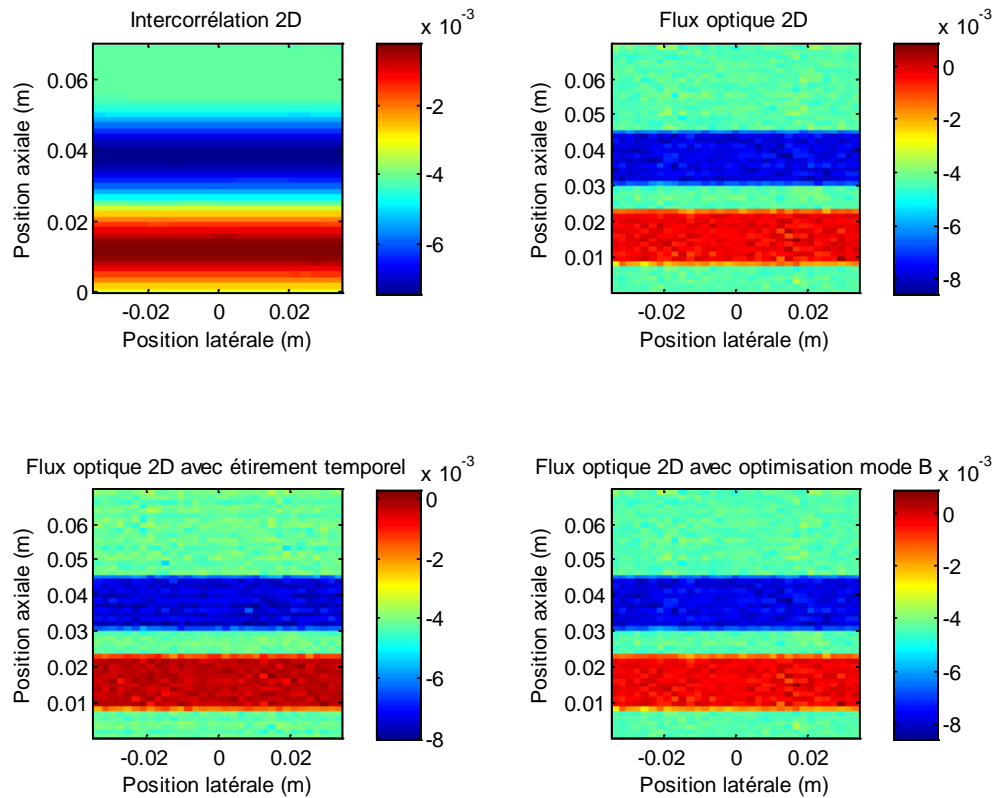 Intercorrélation 2D
x 10-3
Position axiale (m)
0.06
0.04
0.02
0
-0.02 0 0.02
Position latérale (m)
-2
-4
-6
Flux optique 2D
x 10-3
Position axiale (m)
0.06
0.05
0.04
0.03
0.02
0.01
-0.02 0 0.02
Position latérale (m)
0
-2
-4
-6
-8
Flux optique 2D avec étirement temporel
x 10-3
Position axiale (m)
0.06
0.05
0.04
0.03
0.02
0.01
-0.02 0 0.02
Position latérale (m)
0
-2
-4
-6
-8
Flux optique 2D avec optimisation mode B
x 10-3
Position axiale (m)
0.06
0.05
0.04
0.03
0.02
0.01
-0.02 0 0.02
Position latérale (m)
0
-2
-4
-6
-8